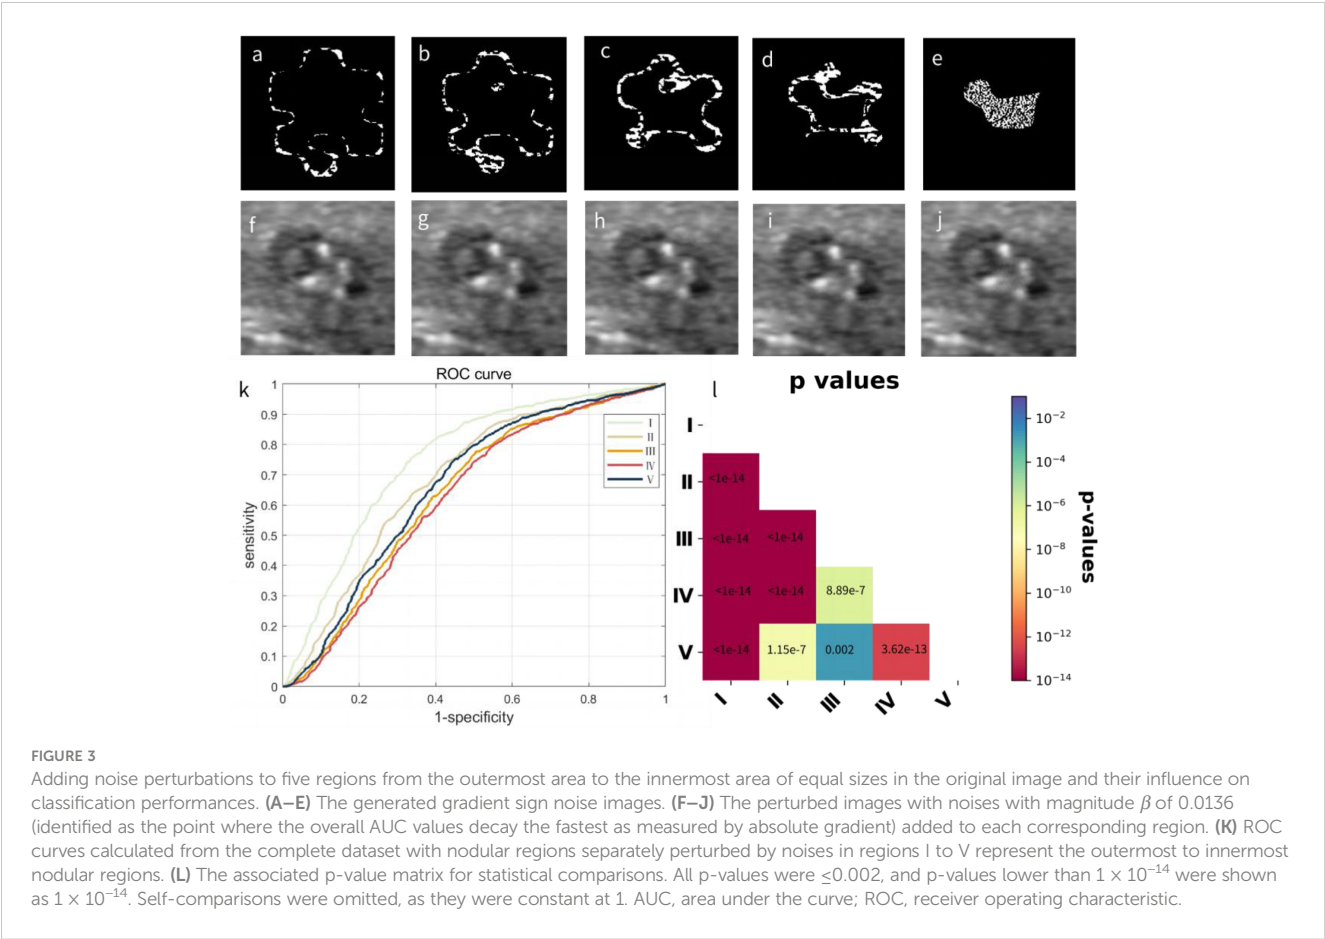 a
b
c
d
e
f
g
h
i
j
k
ROC curve
1
0.9
0.8
0.7
0.6
0.5
0.4
0.3
0.2
0.1
0
sensitivity
I
II
III
IV
V
0
0.2
0.4
0.6
0.8
1
1-specificity
l
p values
I
II
III
IV
V
<1e-14
<1e-14
<1e-14
<1e-14
<1e-14
8.89e-7
<1e-14
1.15e-7
0.002
3.62e-13
I
II
III
IV
V
10⁻²
10⁻⁴
10⁻⁶
10⁻⁸
10⁻¹⁰
10⁻¹²
10⁻¹⁴
p-values
FIGURE 3
Adding noise perturbations to five regions from the outermost area to the innermost area of equal sizes in the original image and their influence on
classification performances. (A–E) The generated gradient sign noise images. (F–J) The perturbed images with noises with magnitude β of 0.0136
(identified as the point where the overall AUC values decay the fastest as measured by absolute gradient) added to each corresponding region. (K) ROC
curves calculated from the complete dataset with nodular regions separately perturbed by noises in regions I to V represent the outermost to innermost
nodular regions. (L) The associated p-value matrix for statistical comparisons. All p-values were ≤0.002, and p-values lower than 1 × 10⁻¹⁴ were shown
as 1 × 10⁻¹⁴. Self-comparisons were omitted, as they were constant at 1. AUC, area under the curve; ROC, receiver operating characteristic.